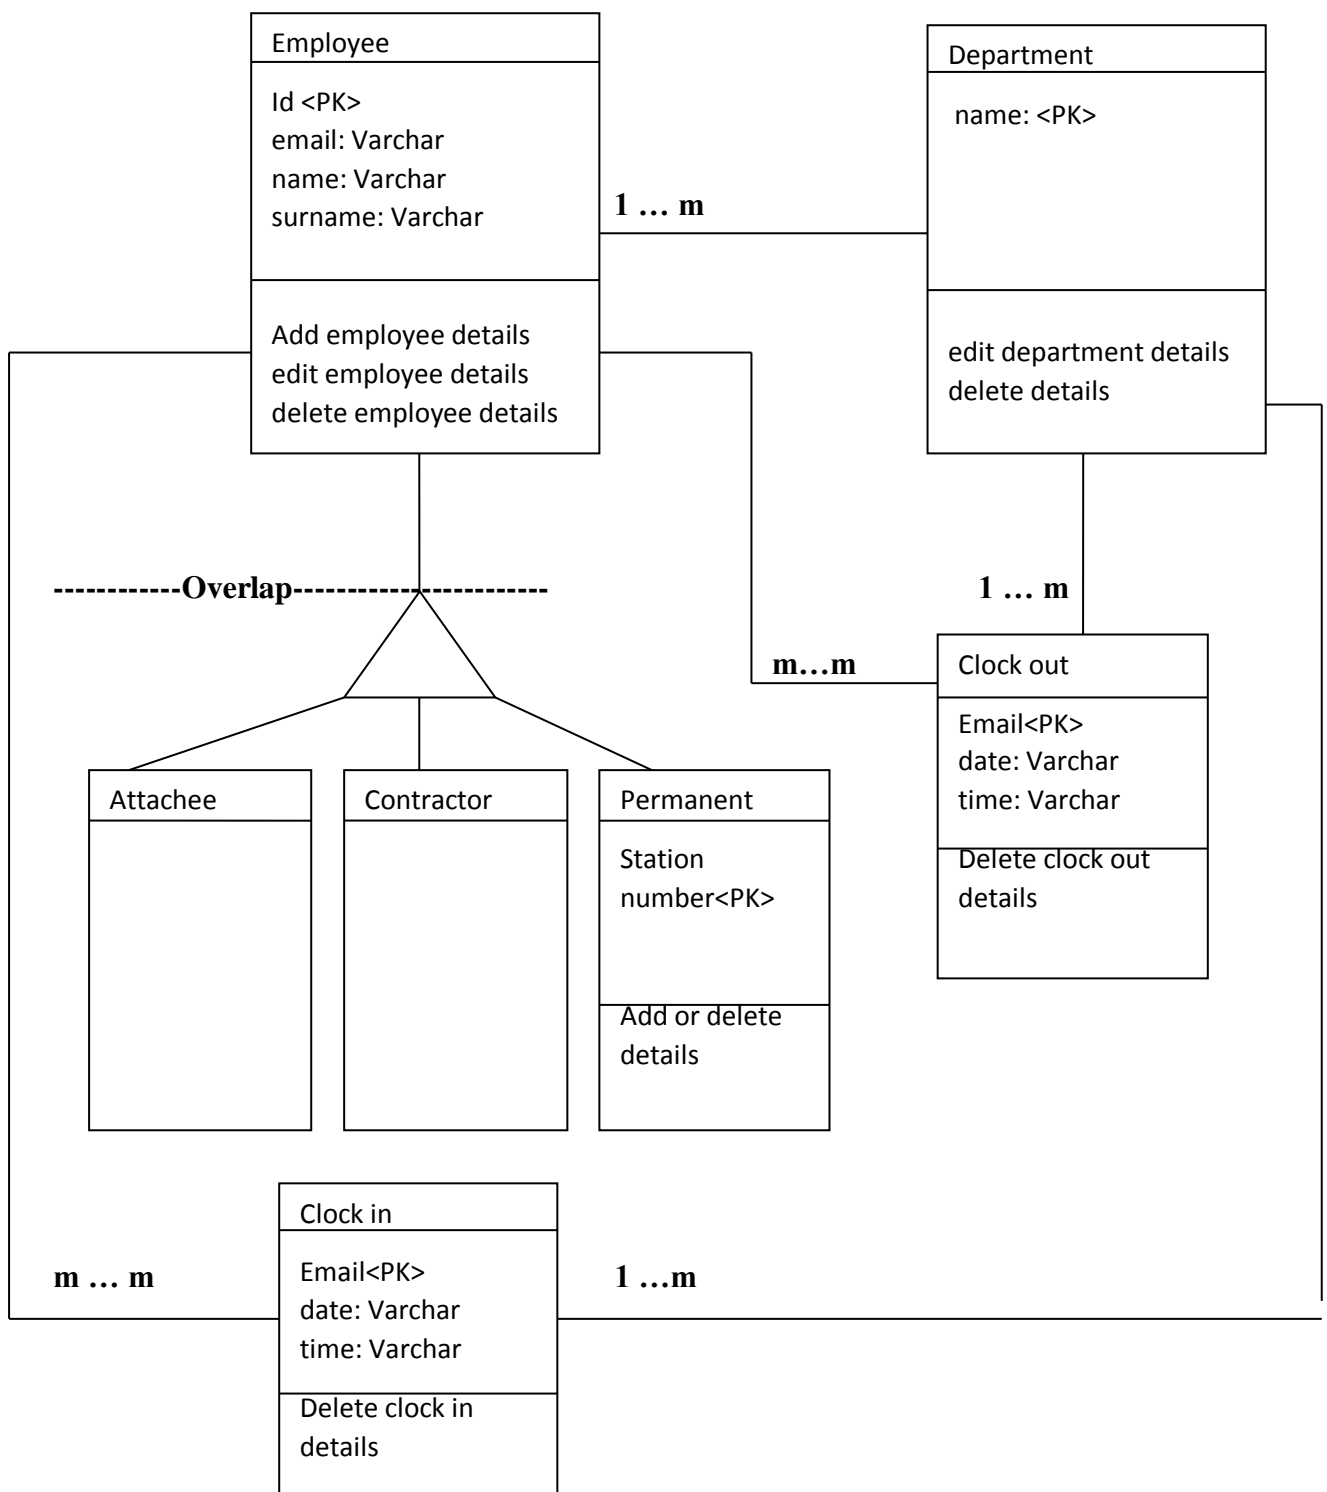 Employee
Id <PK>
email: Varchar
name: Varchar
surname: Varchar
Add employee details
edit employee details
delete employee details
1 … m
Department
name: <PK>
edit department details
delete details
------------Overlap------------------------
1 … m
m…m
Clock out
Email<PK>
date: Varchar
time: Varchar
Delete clock out
details
Attachee
Contractor
Permanent
Station
number<PK>
Add or delete
details
Clock in
Email<PK>
date: Varchar
time: Varchar
Delete clock in
details
m … m
1 …m